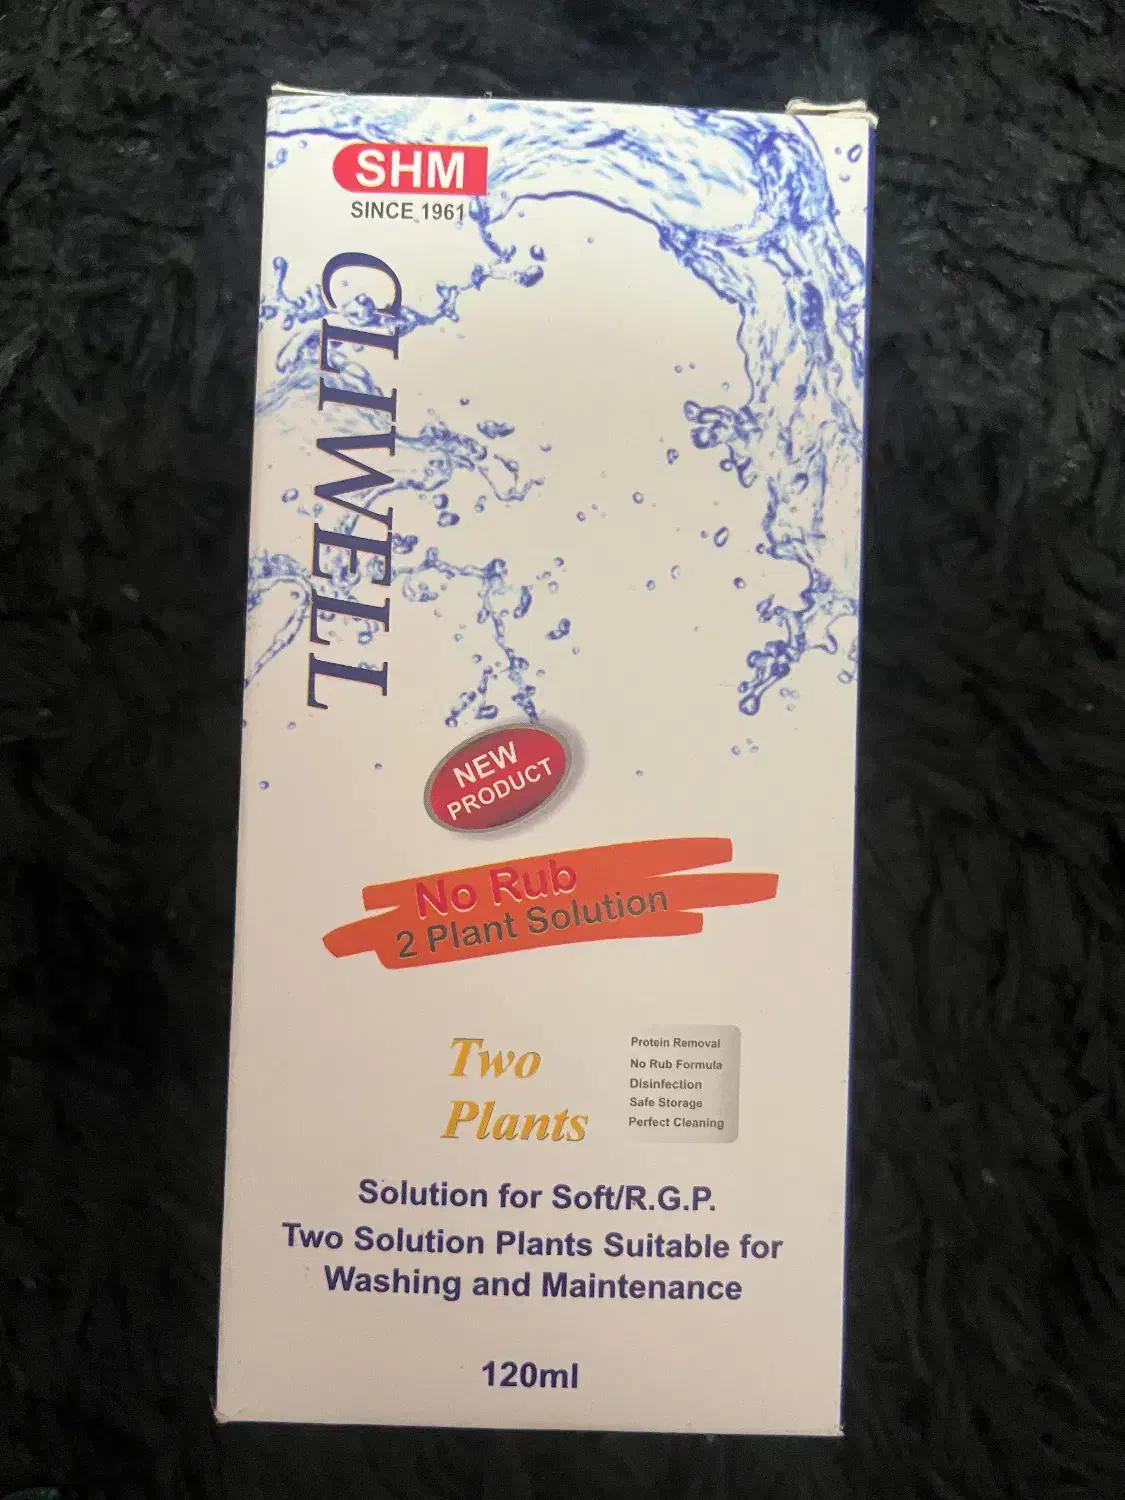 SHM
SINCE 1961
CLIWELL
NEW
PRODUCT
No Rub
2 Plant Solution
Two
Plants
Protein Removal
No Rub Formula
Disinfection
Safe Storage
Perfect Cleaning
Solution for Soft/R.G.P.
Two Solution Plants Suitable for
Washing and Maintenance
120ml